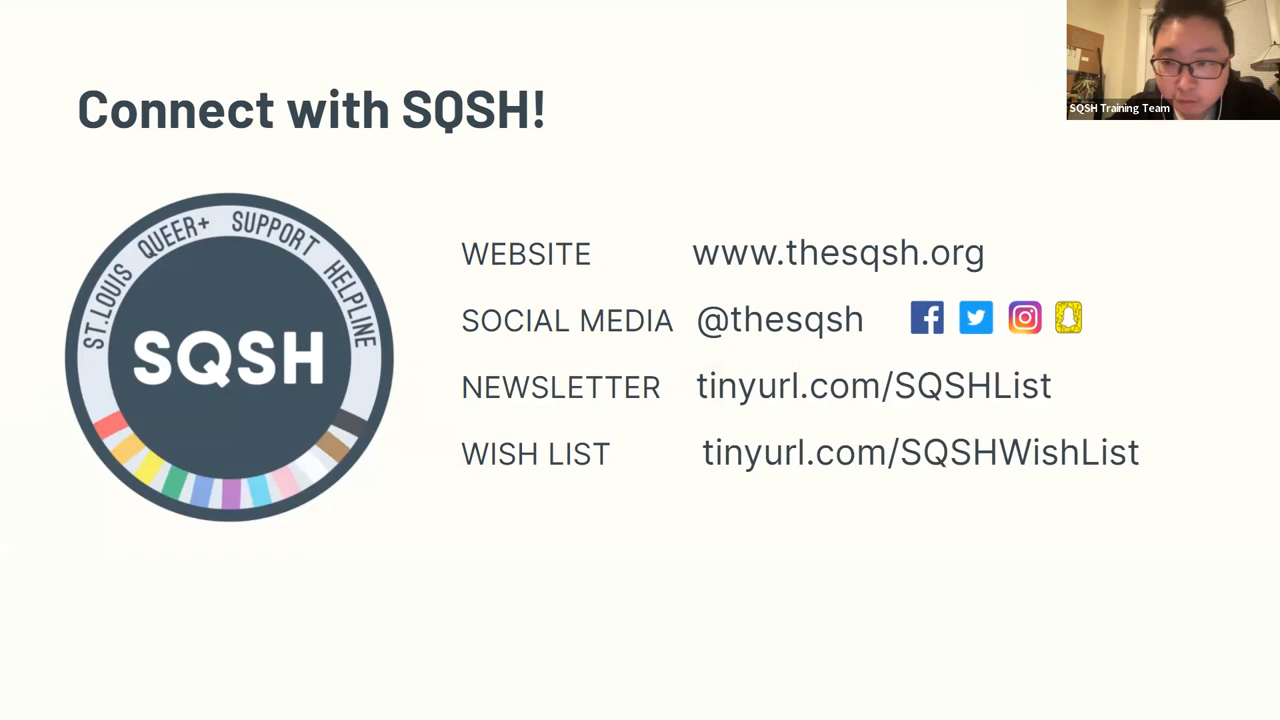 Connect with SQSH!
SQSH Training Team
ST.LOUIS QUEER+ SUPPORT HELPLINE
SQSH
WEBSITE www.thesqsh.org
SOCIAL MEDIA @thesqsh
NEWSLETTER tinyurl.com/SQSHList
WISH LIST tinyurl.com/SQSHWishList